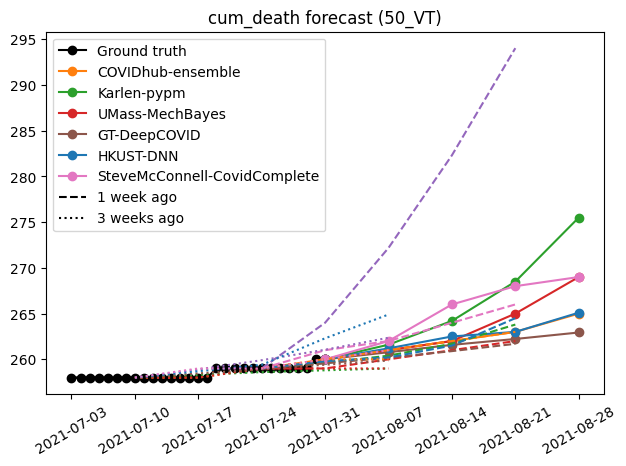 cum_death forecast (50_VT)
295
290
285
280
275
270
265
260
Ground truth
COVIDhub-ensemble
Karlen-pypm
UMass-MechBayes
GT-DeepCOVID
HKUST-DNN
SteveMcConnell-CovidComplete
1 week ago
3 weeks ago
2021-07-03
2021-07-10
2021-07-17
2021-07-24
2021-07-31
2021-08-07
2021-08-14
2021-08-21
2021-08-28